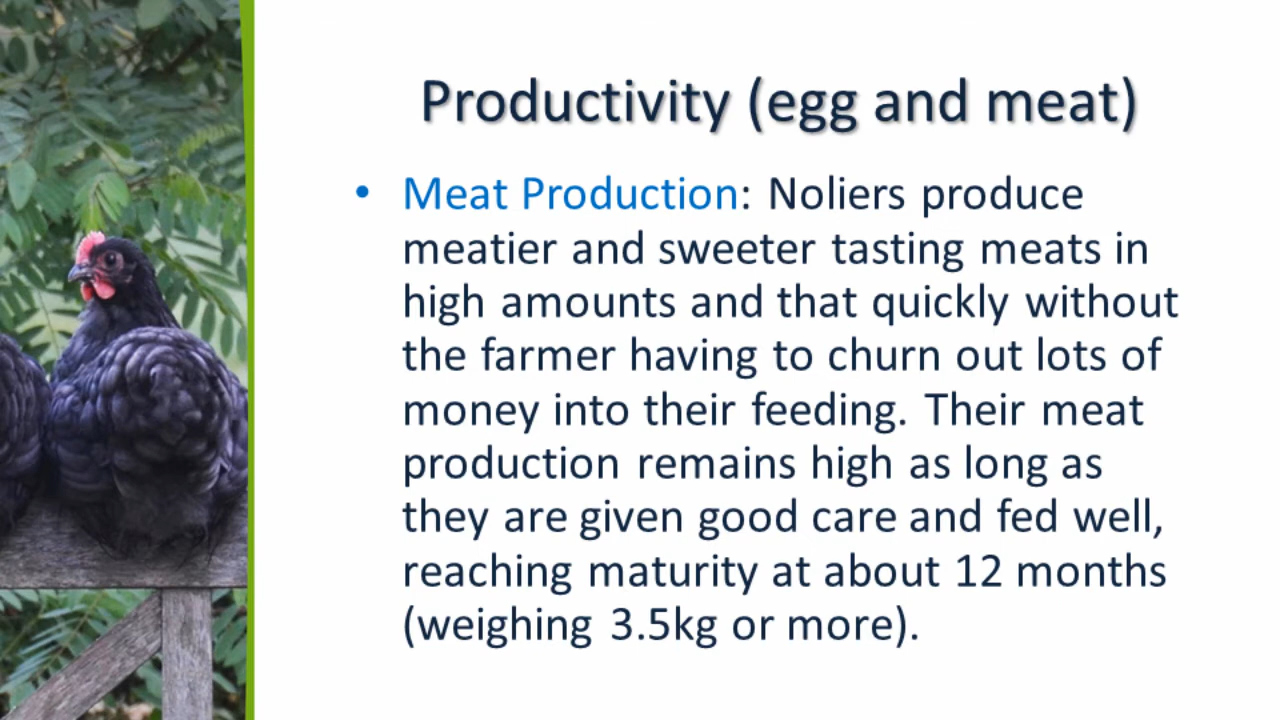 Productivity (egg and meat)
• Meat Production: Noliers produce
meatier and sweeter tasting meats in
high amounts and that quickly without
the farmer having to churn out lots of
money into their feeding. Their meat
production remains high as long as
they are given good care and fed well,
reaching maturity at about 12 months
(weighing 3.5kg or more).